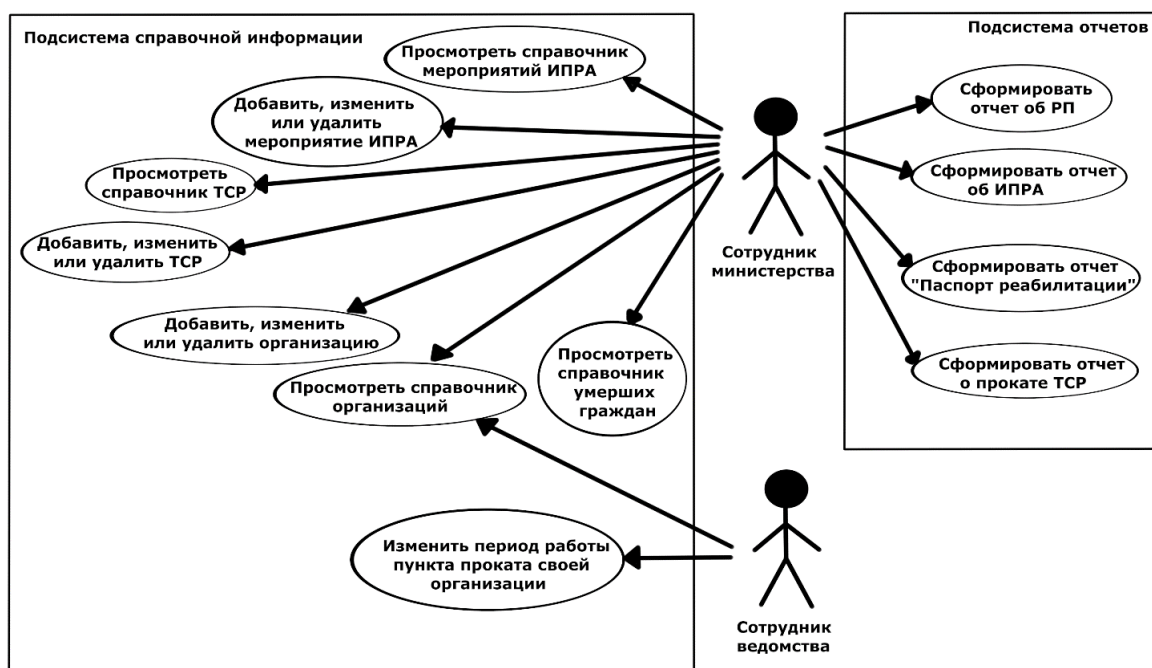 Подсистема справочной информации
Просмотреть справочник
мероприятий ИПРА
Добавить, изменить
или удалить
мероприятие ИПРА
Просмотреть
справочник ТСР
Добавить, изменить
или удалить ТСР
Добавить, изменить
или удалить организацию
Просмотреть справочник
организаций
Просмотреть
справочник
умерших
граждан
Изменить период работы
пункта проката своей
организации
Сотрудник
министерства
Сотрудник
ведомства
Подсистема отчетов
Сформировать
отчет об РП
Сформировать отчет
об ИПРА
Сформировать отчет
"Паспорт реабилитации"
Сформировать отчет
о прокате ТСР